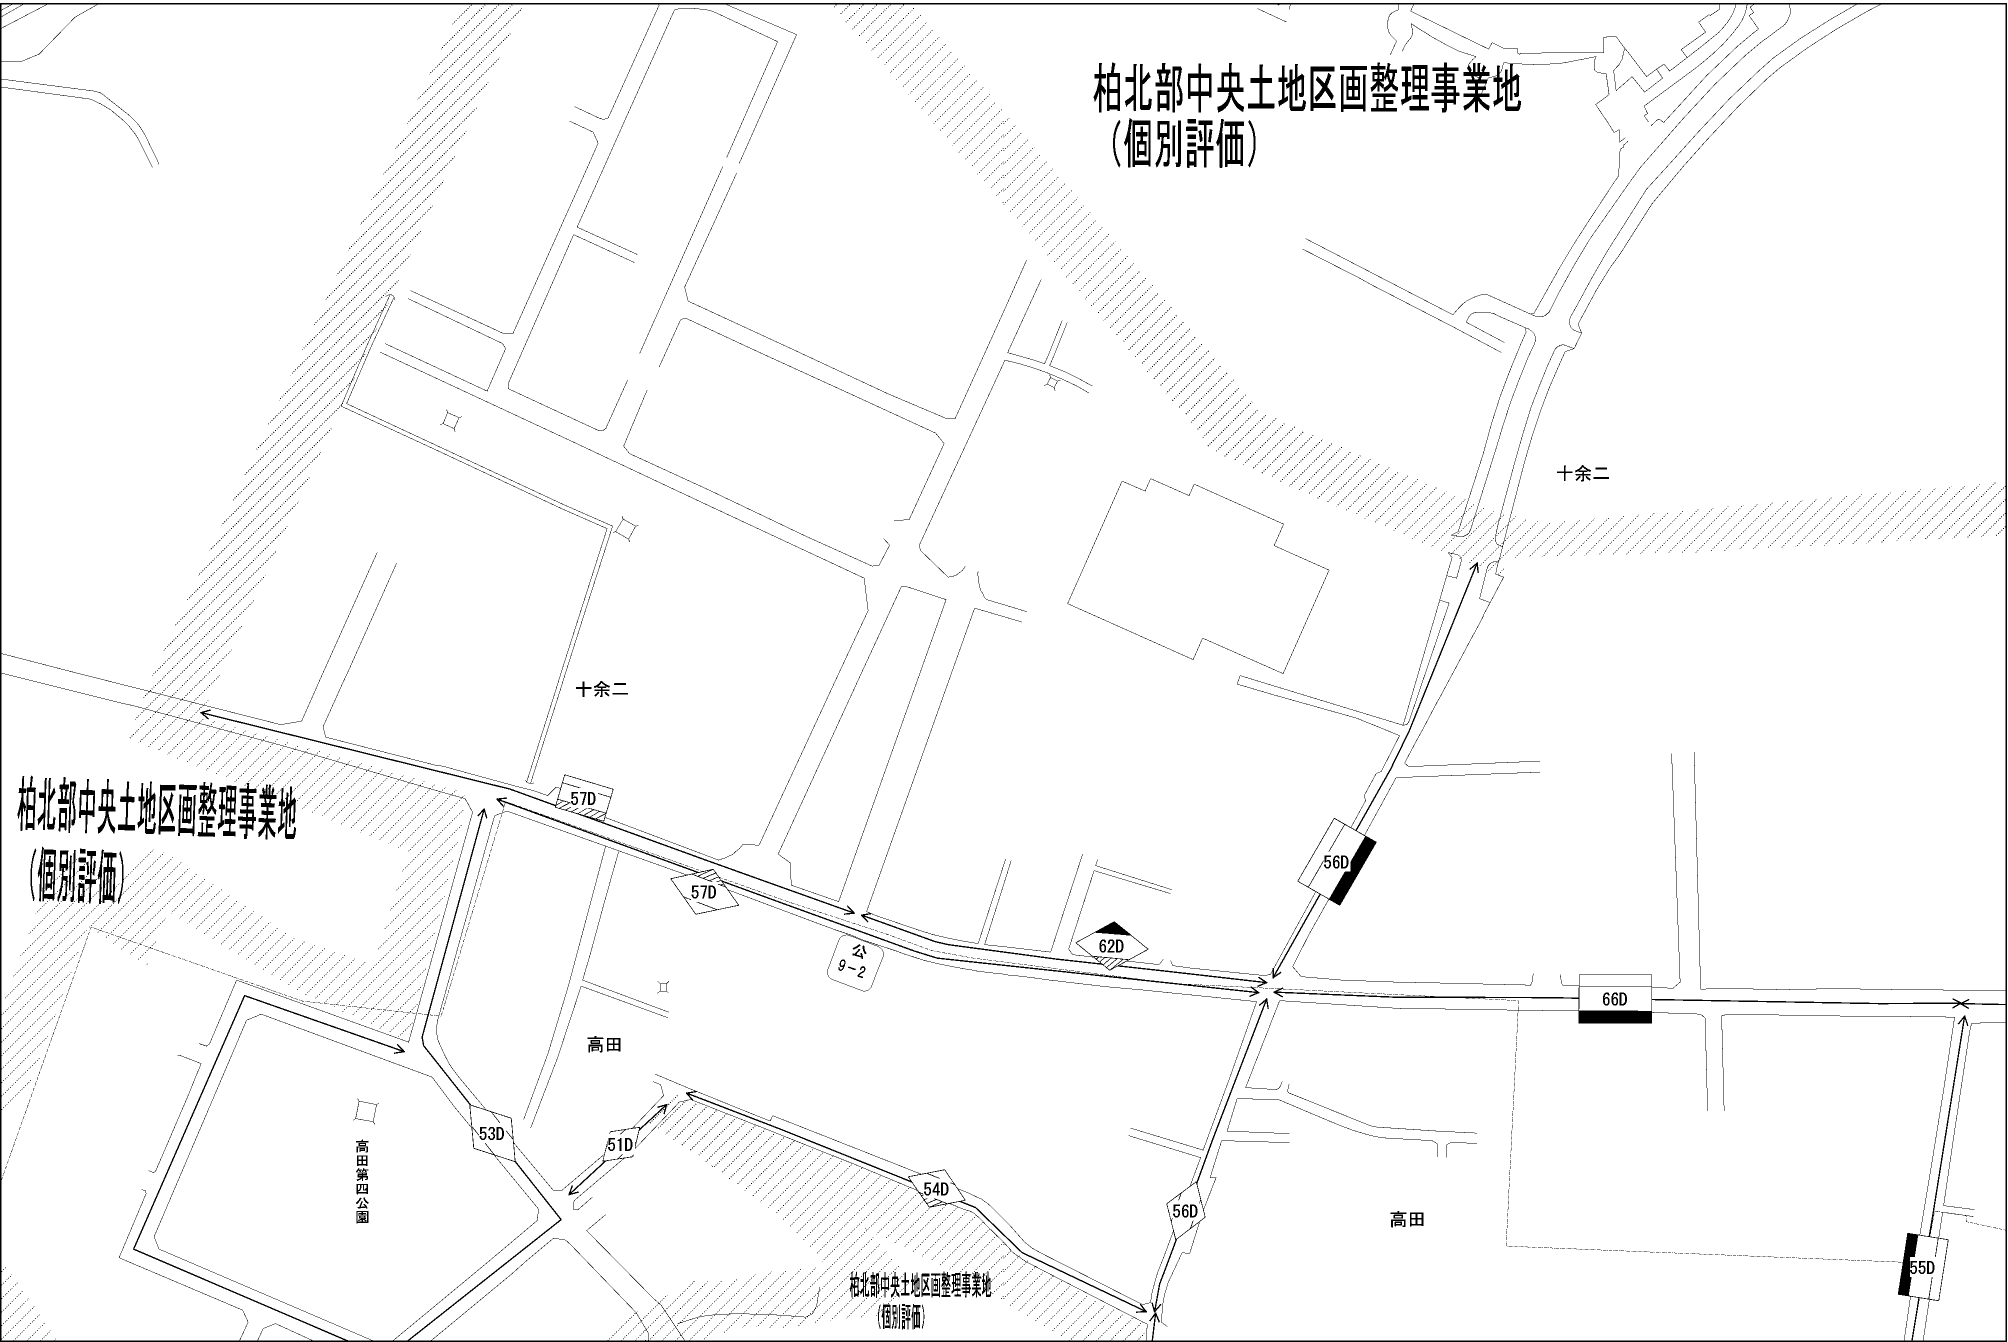 柏北部中央土地区画整理事業地
（個別評価）
十余二
十余二
柏北部中央土地区画整理事業地
（個別評価）
57D
57D
56D
62D
公
9－2
66D
高田
53D
51D
高田第四公園
54D
56D
高田
55D
柏北部中央土地区画整理事業地
（個別評価）